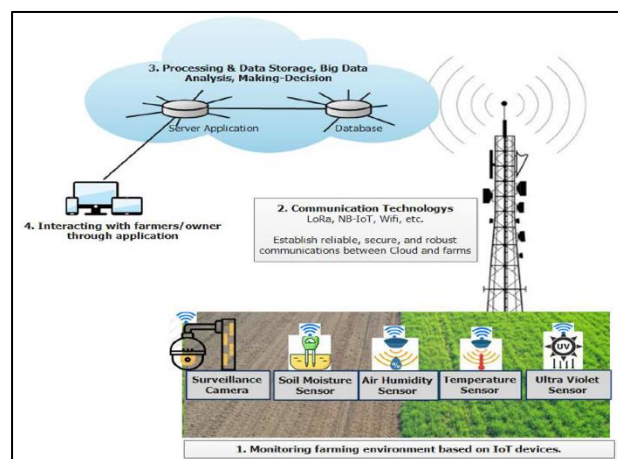 3. Processing & Data Storage, Big Data
Analysis, Making-Decision
Server Application
Database
2. Communication Technologys
LoRa, NB-IoT, Wifi, etc.
Establish reliable, secure, and robust
communications between Cloud and farms
4. Interacting with farmers/owner
through application
UV
Surveillance
Camera
Soil Moisture
Sensor
Air Humidity
Sensor
Temperature
Sensor
Ultra Violet
Sensor
1. Monitoring farming environment based on IoT devices.